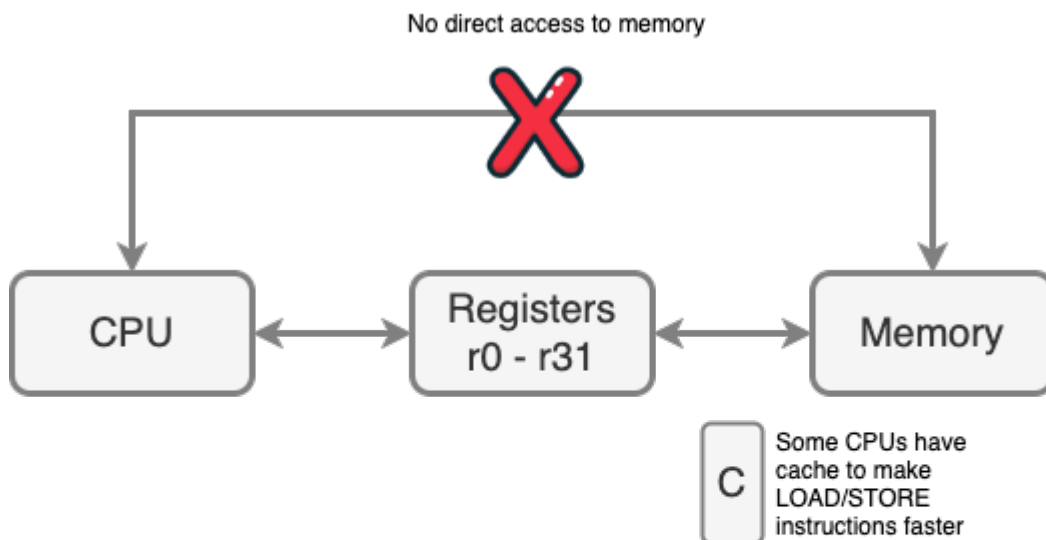 No direct access to memory
CPU
Registers
r0 - r31
Memory
C
Some CPUs have
cache to make
LOAD/STORE
instructions faster